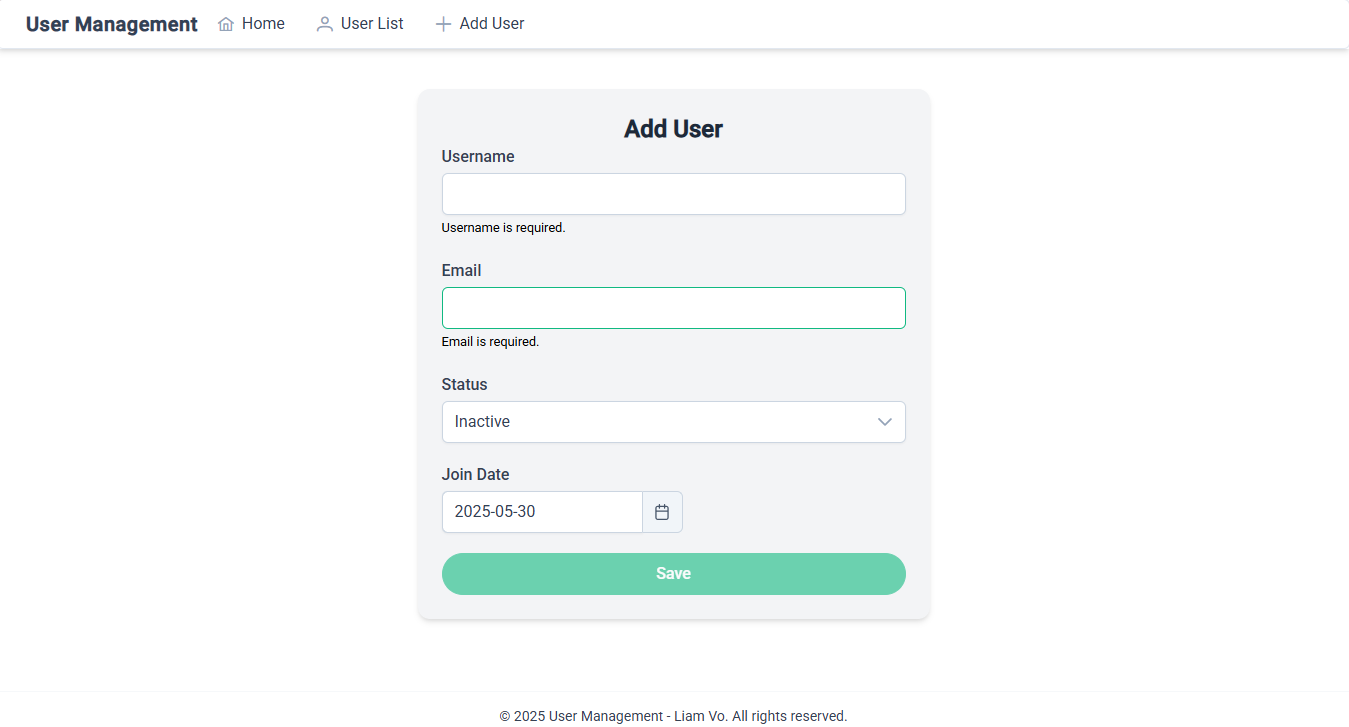 User Management Home User List Add User
Add User
Username
Username is required.
Email
Email is required.
Status
Inactive
Join Date
2025-05-30
Save
© 2025 User Management - Liam Vo. All rights reserved.